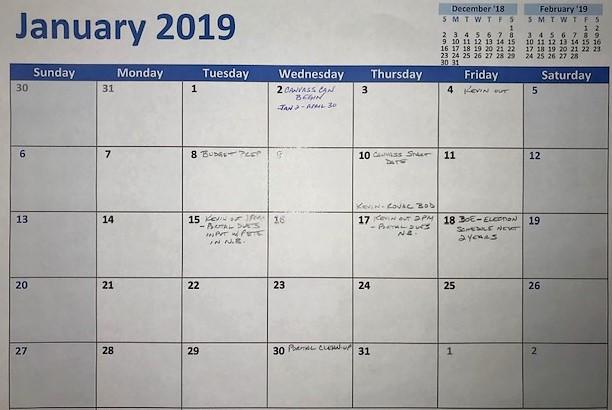 January 2019
December '18
S M T W T F S
1
2 3 4 5 6 7 8
9 10 11 12 13 14 15
16 17 18 19 20 21 22
23 24 25 26 27 28 29
30 31
February '19
S M T W T F S
1 2
3 4 5 6 7 8 9
10 11 12 13 14 15 16
17 18 19 20 21 22 23
24 25 26 27 28
Sunday Monday Tuesday Wednesday Thursday Friday Saturday
30 31 1 2 CANVASS CAN 3 4 KEVIN OUT 5
BEGIN
JAN 2 - APRIL 30
6 7 8 BUDGET PREP 9 10 CANVASS START 11 12
DATE
KEVIN - KOVAC BOD
13 14 15 KEVIN OUT 16 17 KEVIN OUT 2PM 18 BOE - ELECTION 19
- PORTAL DUES - PORTAL DUES SCHEDULE NEXT
INPUT W/ PETE N.B. 2 YEARS
IN N.B.
20 21 22 23 24 25 26
27 28 29 30 PORTAL CLEAN-UP 31 1 2